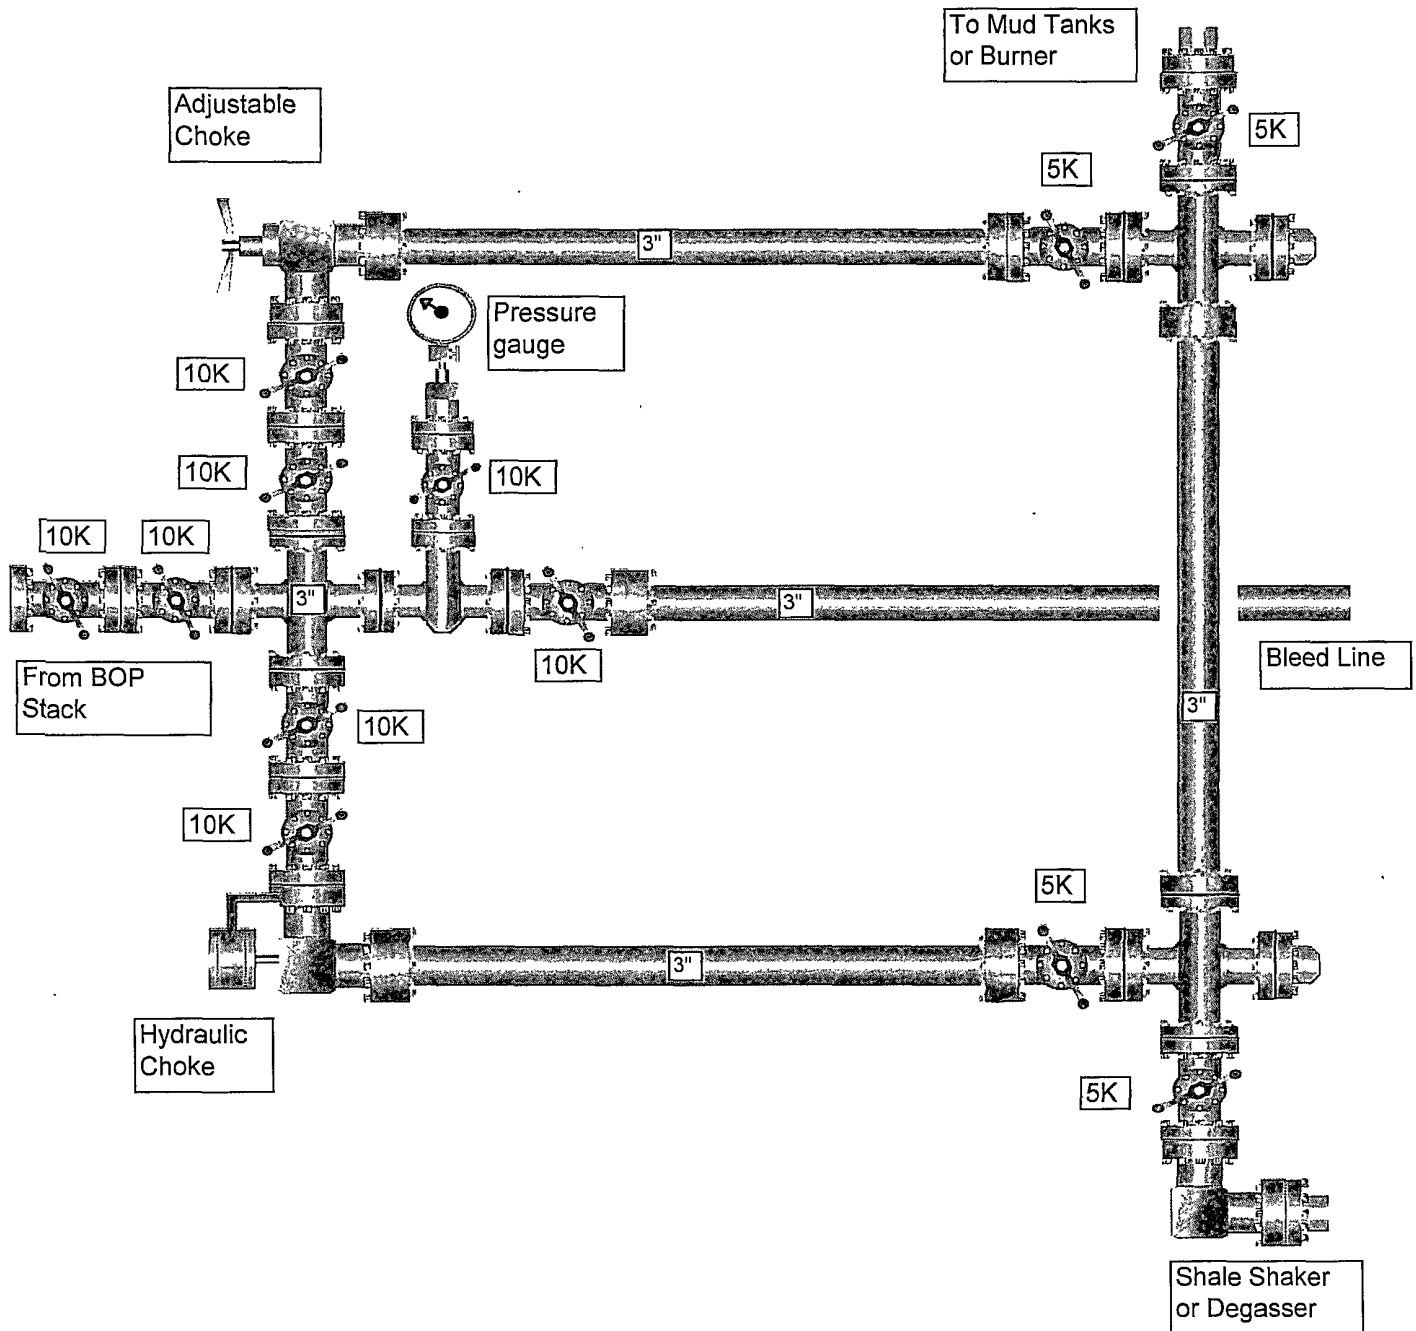 To Mud Tanks
or Burner
Adjustable
Choke
5K
5K
3"
Pressure
gauge
10K
10K
10K
10K
10K
3"
3"
10K
From BOP
Stack
Bleed Line
3"
10K
10K
5K
3"
Hydraulic
Choke
5K
Shale Shaker
or Degasser